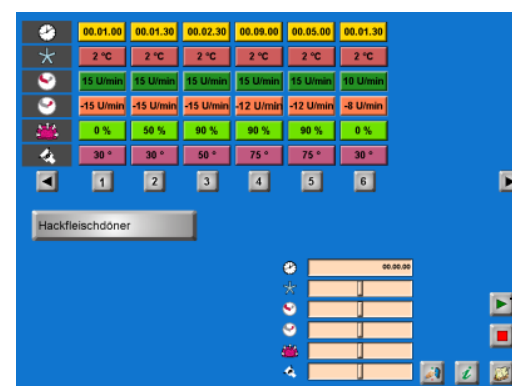 00.01.00 00.01.30 00.02.30 00.09.00 00.05.00 00.01.30
2 °C 2 °C 2 °C 2 °C 2 °C 2 °C
15 U/min 15 U/min 15 U/min 15 U/min 15 U/min 10 U/min
-15 U/min -15 U/min -15 U/min -12 U/min -12 U/min -8 U/min
0 % 50 % 90 % 90 % 90 % 0 %
30 ° 30 ° 50 ° 75 ° 75 ° 30 °
1 2 3 4 5 6
Hackfleischdöner
00.00.00
i